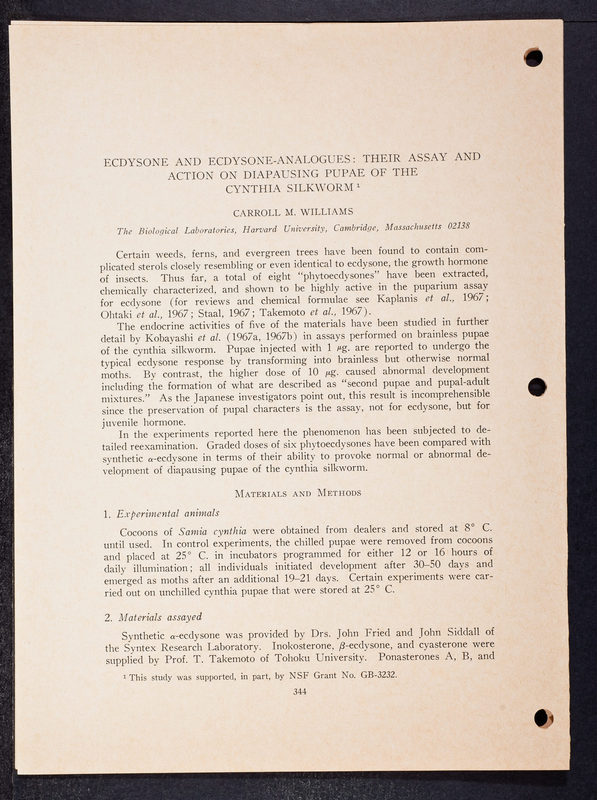 ECDYSONE AND ECDYSONE-ANALOGUES: THEIR ASSAY AND
ACTION ON DIAPAUSING PUPAE OF THE
CYNTHIA SILKWORM ¹
CARROLL M. WILLIAMS
The Biological Laboratories, Harvard University, Cambridge, Massachusetts 02138
Certain weeds, ferns, and evergreen trees have been found to contain com-
plicated sterols closely resembling or even identical to ecdysone, the growth hormone
of insects. Thus far, a total of eight "phytoecdysones" have been extracted,
chemically characterized, and shown to be highly active in the puparium assay
for ecdysone (for reviews and chemical formulae see Kaplanis et al., 1967;
Ohtaki et al., 1967; Staal, 1967; Takemoto et al., 1967).
The endocrine activities of five of the materials have been studied in further
detail by Kobayashi et al. (1967a, 1967b) in assays performed on brainless pupae
of the cynthia silkworm. Pupae injected with 1 μg. are reported to undergo the
typical ecdysone response by transforming into brainless but otherwise normal
moths. By contrast, the higher dose of 10 μg. caused abnormal development
including the formation of what are described as "second pupae and pupal-adult
mixtures." As the Japanese investigators point out, this result is incomprehensible
since the preservation of pupal characters is the assay, not for ecdysone, but for
juvenile hormone.
In the experiments reported here the phenomenon has been subjected to de-
tailed reexamination. Graded doses of six phytoecdysones have been compared with
synthetic α-ecdysone in terms of their ability to provoke normal or abnormal de-
velopment of diapausing pupae of the cynthia silkworm.
MATERIALS AND METHODS
1. Experimental animals
Cocoons of Samia cynthia were obtained from dealers and stored at 8° C.
until used. In control experiments, the chilled pupae were removed from cocoons
and placed at 25° C. in incubators programmed for either 12 or 16 hours of
daily illumination; all individuals initiated development after 30–50 days and
emerged as moths after an additional 19–21 days. Certain experiments were car-
ried out on unchilled cynthia pupae that were stored at 25° C.
2. Materials assayed
Synthetic α-ecdysone was provided by Drs. John Fried and John Siddall of
the Syntex Research Laboratory. Inokosterone, β-ecdysone, and cyasterone were
supplied by Prof. T. Takemoto of Tohoku University. Ponasterones A, B, and
¹ This study was supported, in part, by NSF Grant No. GB-3232.
344